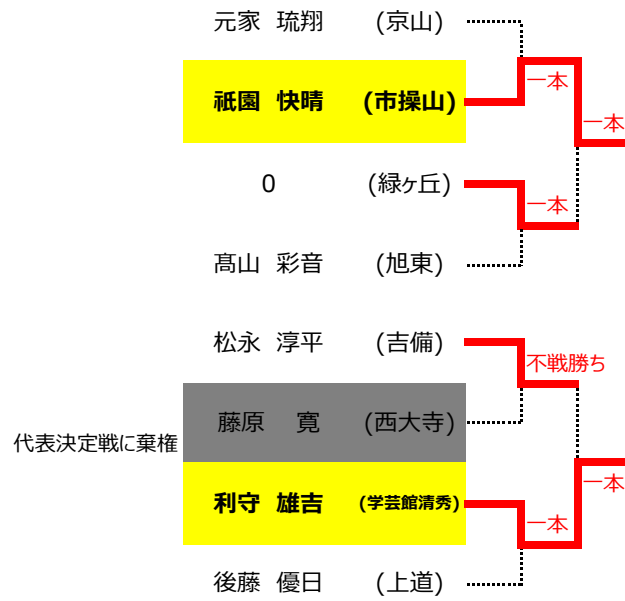 元家 琉翔 (京山)
一本
祇園 快晴 (市操山)
一本
0 (緑ヶ丘)
一本
髙山 彩音 (旭東)
松永 淳平 (吉備)
不戦勝ち
藤原 寛 (西大寺)
代表決定戦に棄権
一本
利守 雄吉 (学芸館清秀)
一本
後藤 優日 (上道)